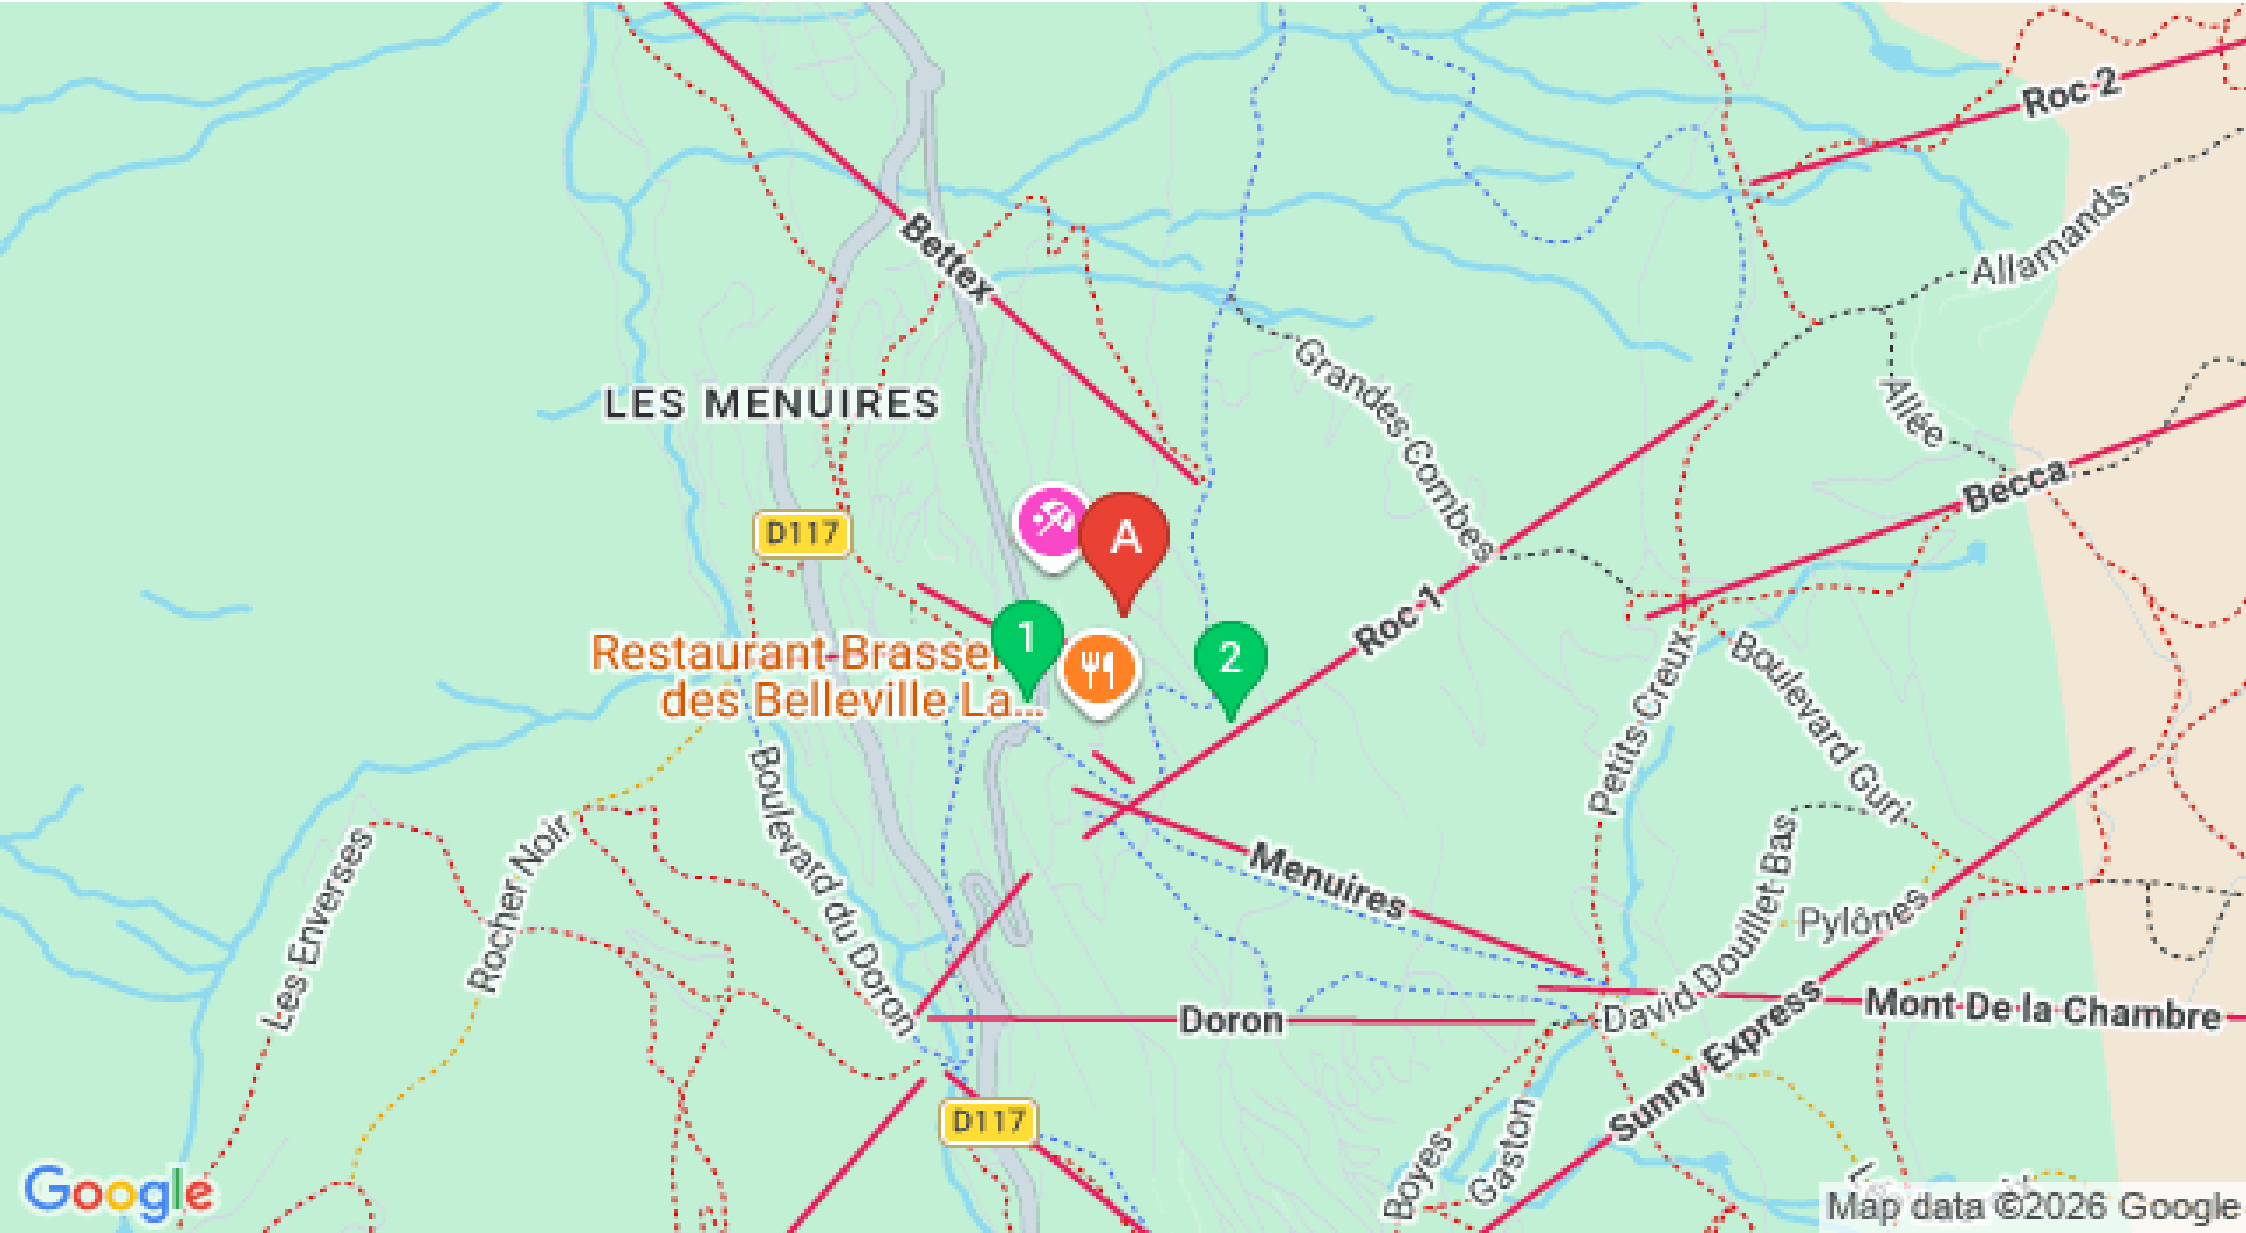 Roc 2
Allamands
Bettex
Grandes Combes
LES MENUIRES
Allée
Becca
D117
A
Roc 1
1
2
Restaurant Brasser
des Belleville La...
Petits Creux
Boulevard Guri
Boulevard du Doron
Les Enverses
Rocher Noir
Menuires
David Douillet Bas
Pylônes
Doron
Mont De la Chambre
Sunny Express
D117
Boyes
Gaston
Google
Map data ©2026 Google